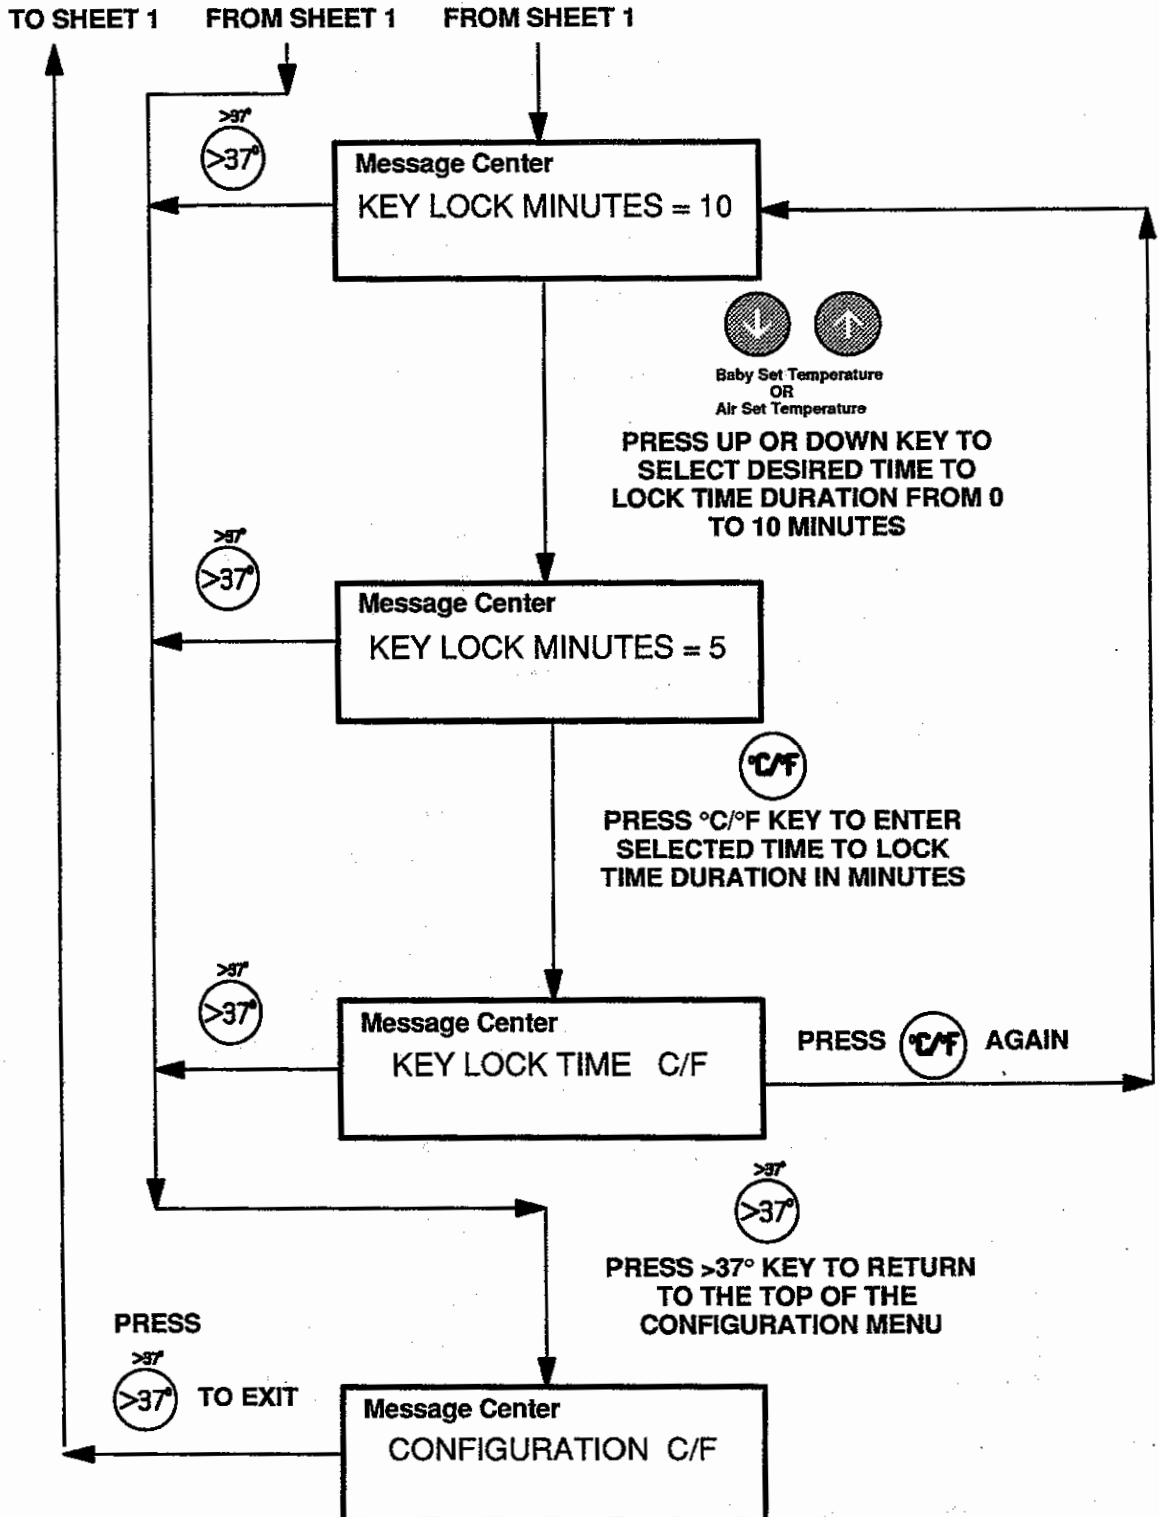 TO SHEET 1 FROM SHEET 1 FROM SHEET 1
>37°
>37°
Message Center
KEY LOCK MINUTES = 10
Baby Set Temperature
OR
Air Set Temperature
PRESS UP OR DOWN KEY TO
SELECT DESIRED TIME TO
LOCK TIME DURATION FROM 0
TO 10 MINUTES
>37°
>37°
Message Center
KEY LOCK MINUTES = 5
°C/°F
PRESS °C/°F KEY TO ENTER
SELECTED TIME TO LOCK
TIME DURATION IN MINUTES
>37°
>37°
Message Center
KEY LOCK TIME C/F
PRESS °C/°F AGAIN
>37°
>37°
PRESS >37° KEY TO RETURN
TO THE TOP OF THE
CONFIGURATION MENU
PRESS
>37°
>37° TO EXIT
Message Center
CONFIGURATION C/F